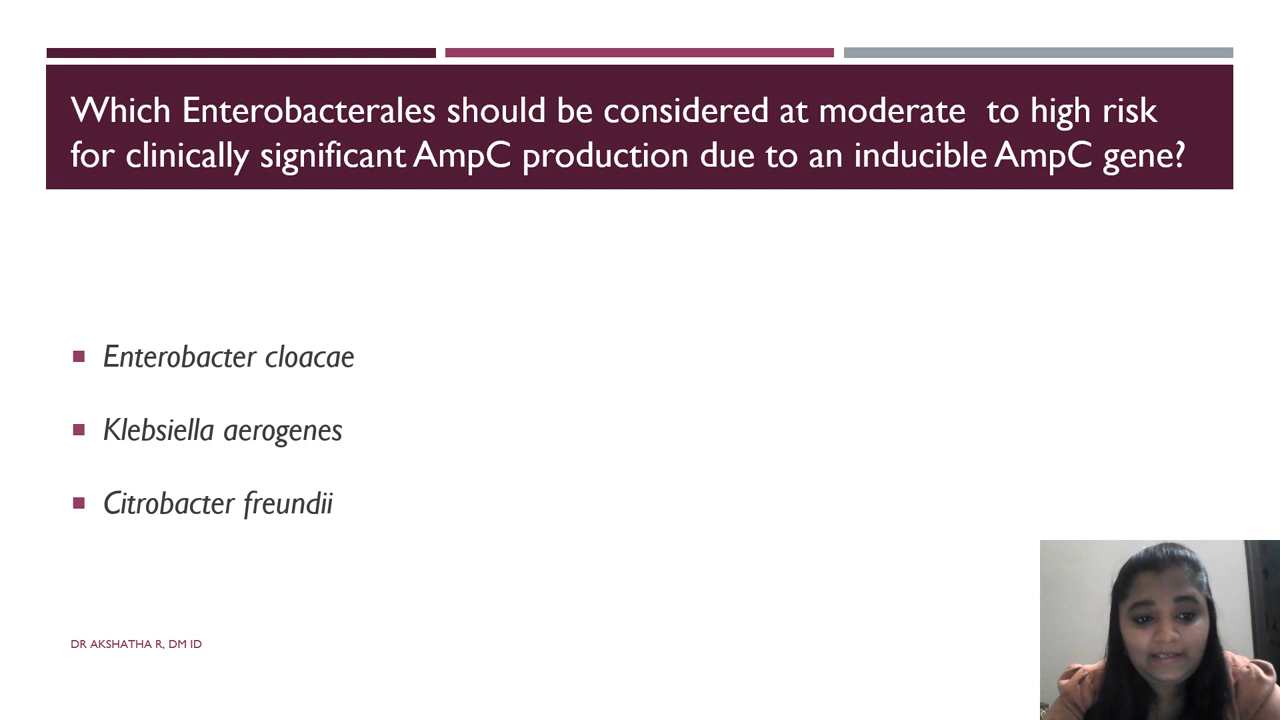 Which Enterobacterales should be considered at moderate  to high risk
for clinically significant AmpC production due to an inducible AmpC gene?
Enterobacter cloacae
Klebsiella aerogenes
Citrobacter freundii
DR AKSHATHA R, DM ID